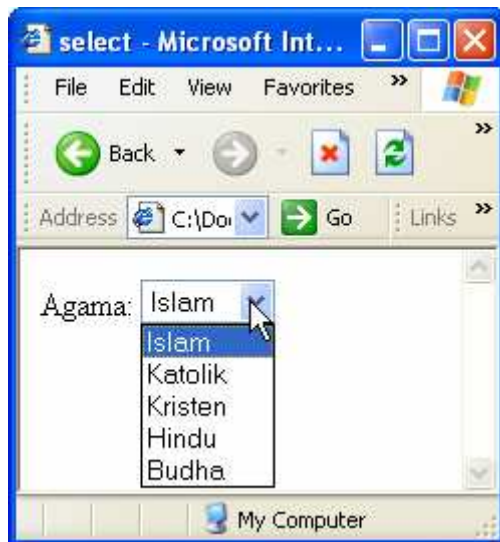 select - Microsoft Int...
File Edit View Favorites »
Back »
Address C:\Do Go Links »
Agama: Islam
Islam
Katolik
Kristen
Hindu
Budha
My Computer